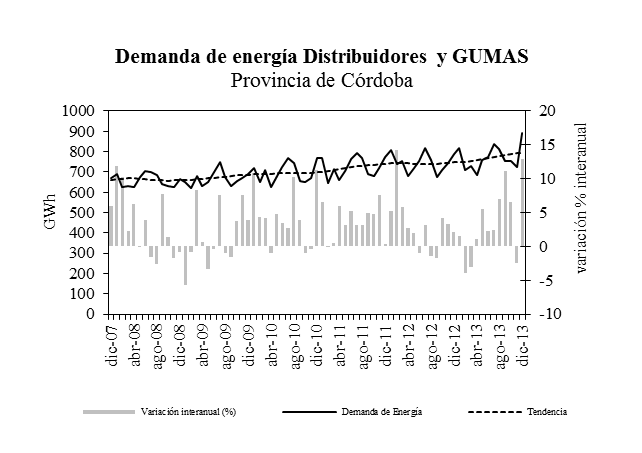 Demanda de energía Distribuidores y GUMAS
Provincia de Córdoba
1000
900
800
700
600
500
400
300
200
100
0
GWh
20
15
10
5
0
-5
-10
variación % interanual
dic-07
abr-08
ago-08
dic-08
abr-09
ago-09
dic-09
abr-10
ago-10
dic-10
abr-11
ago-11
dic-11
abr-12
ago-12
dic-12
abr-13
ago-13
dic-13
Variación interanual (%)
Demanda de Energía
Tendencia